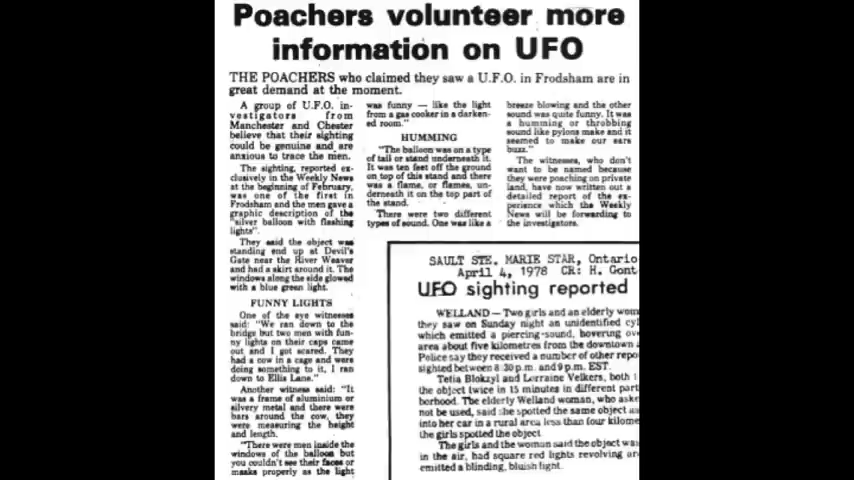 Poachers volunteer more
information on UFO
THE POACHERS who claimed they saw a U.F.O. in Frodsham are in
great demand at the moment.
A group of U.F.O. in-
vestigators from
Manchester and Chester
believe that their sighting
could be genuine and are
anxious to trace the men.
The sighting, reported ex-
clusively in the Weekly News
at the beginning of February,
was one of the first in
Frodsham and the men gave a
graphic description of the
"silver balloon with flashing
lights".
They said the object was
standing end up at Devil's
Gate near the River Weaver
and had a skirt around it. The
windows along the side glowed
with a blue green light.
FUNNY LIGHTS
One of the eye witnesses
said: "We ran down to the
bridge but two men with fun-
ny lights on their caps came
out and I got scared. They
had a cow in a cage and were
doing something to it, I ran
down to Ellis Lane."
Another witness said: "It
was a frame of aluminium or
silvery metal and there were
bars around the cow, they
were measuring the height
and length.
"There were men inside the
windows of the balloon but
you couldn't see their faces or
masks properly as the light
was funny — like the light
from a gas cooker in a darken-
ed room."
HUMMING
"The balloon was on a type
of tail or stand underneath it.
It was ten feet off the ground
on top of this stand and there
was a flame, or flames, un-
derneath it on the top part of
the stand.
There were two different
types of sound. One was like a
breeze blowing and the other
sound was quite funny. It was
a humming or throbbing
sound like pylons make and it
seemed to make our ears
buzz."
The witnesses, who don't
want to be named because
they were poaching on private
land, have now written out a
detailed report of the ex-
perience which the Weekly
News will be forwarding to
the investigators.
SAULT STE. MARIE STAR, Ontario
April 4, 1978 CR: H. Gont
UFO sighting reported
WELLAND — Two girls and an elderly wom
they saw on Sunday night an unidentified cyl
which emitted a piercing-sound, hovering ov
area about five kilometres from the downtown
Police say they received a number of other repo
sighted between 8:30 p.m. and 9 p.m. EST.
Tetia Blokzyl and Lorraine Velkers, both
the object twice in 15 minutes in different part
borhood. The elderly Welland woman, who aske
not be used, said she spotted the same object as
into her car in a rural area less than four kilome
the girls spotted the object.
The girls and the woman said the object was
in the air, had square red lights revolving ar
emitted a blinding, bluish light.